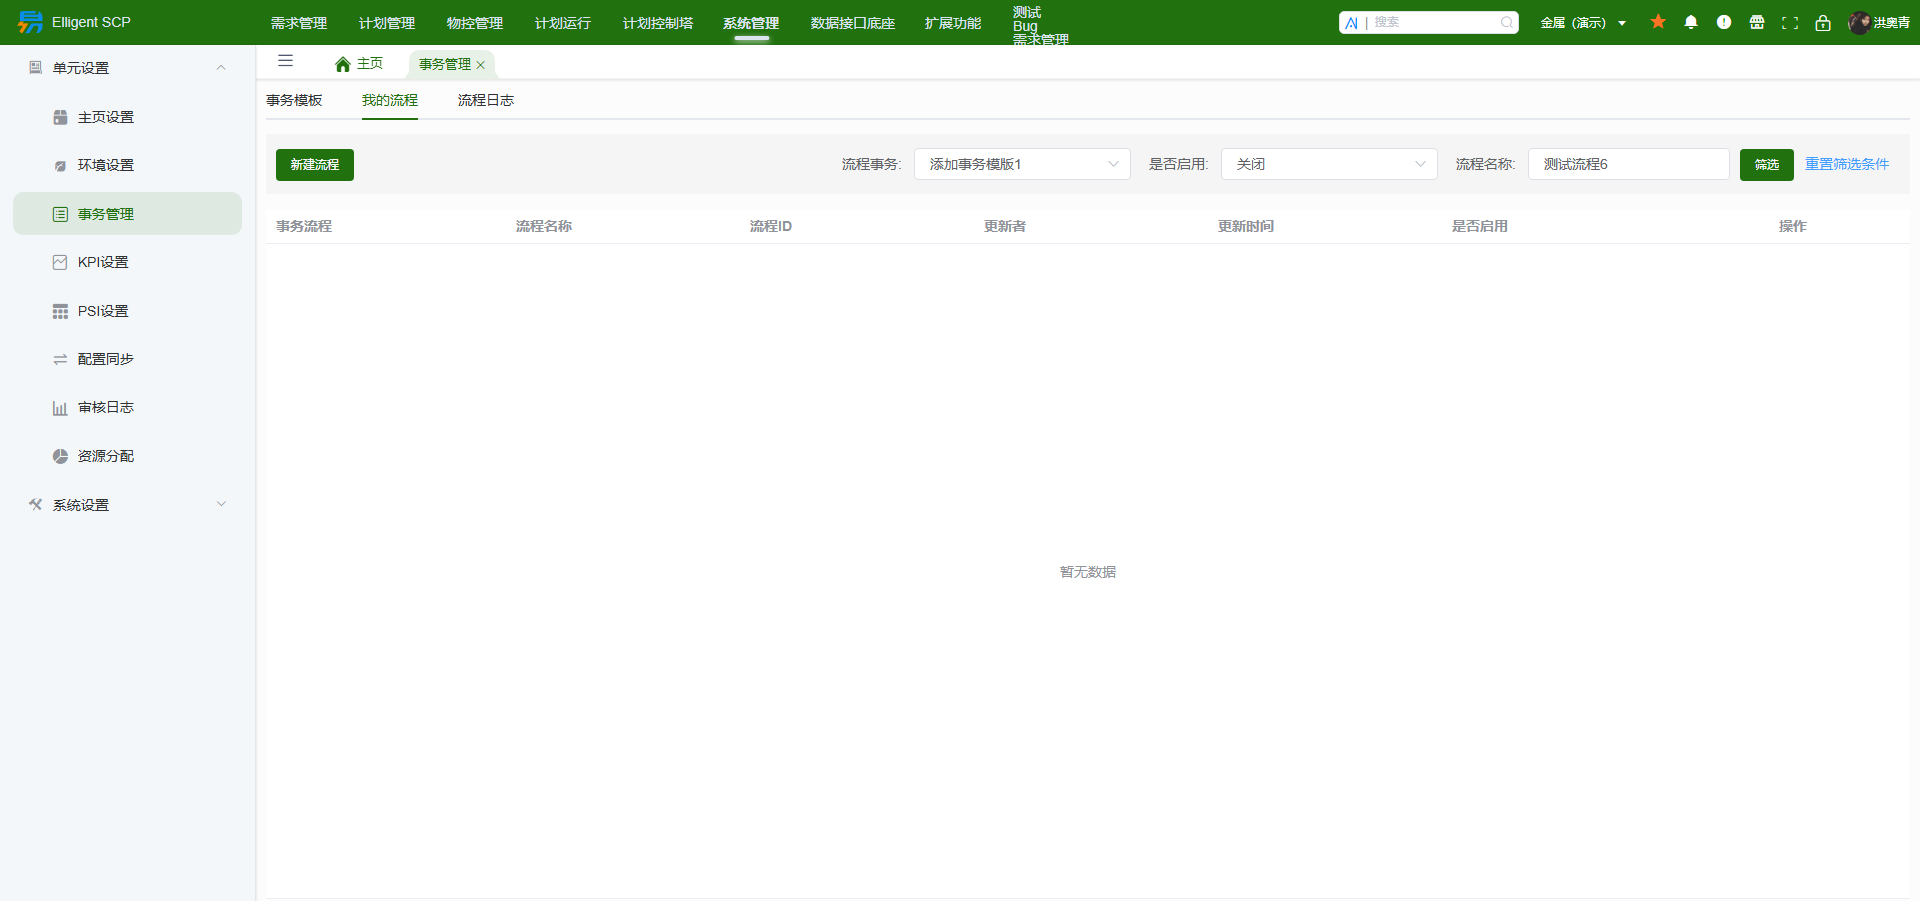 Elligent SCP
需求管理 计划管理 物控管理 计划运行 计划控制塔 系统管理 数据接口底座 扩展功能
测试
Bug
需求管理
AI | 搜索
金属（演示）
洪奥青
单元设置
主页设置
环境设置
事务管理
KPI设置
PSI设置
配置同步
审核日志
资源分配
系统设置
主页 事务管理
事务模板 我的流程 流程日志
新建流程 流程事务: 添加事务模版1 是否启用: 关闭 流程名称: 测试流程6 筛选 重置筛选条件
事务流程 流程名称 流程ID 更新者 更新时间 是否启用 操作
暂无数据